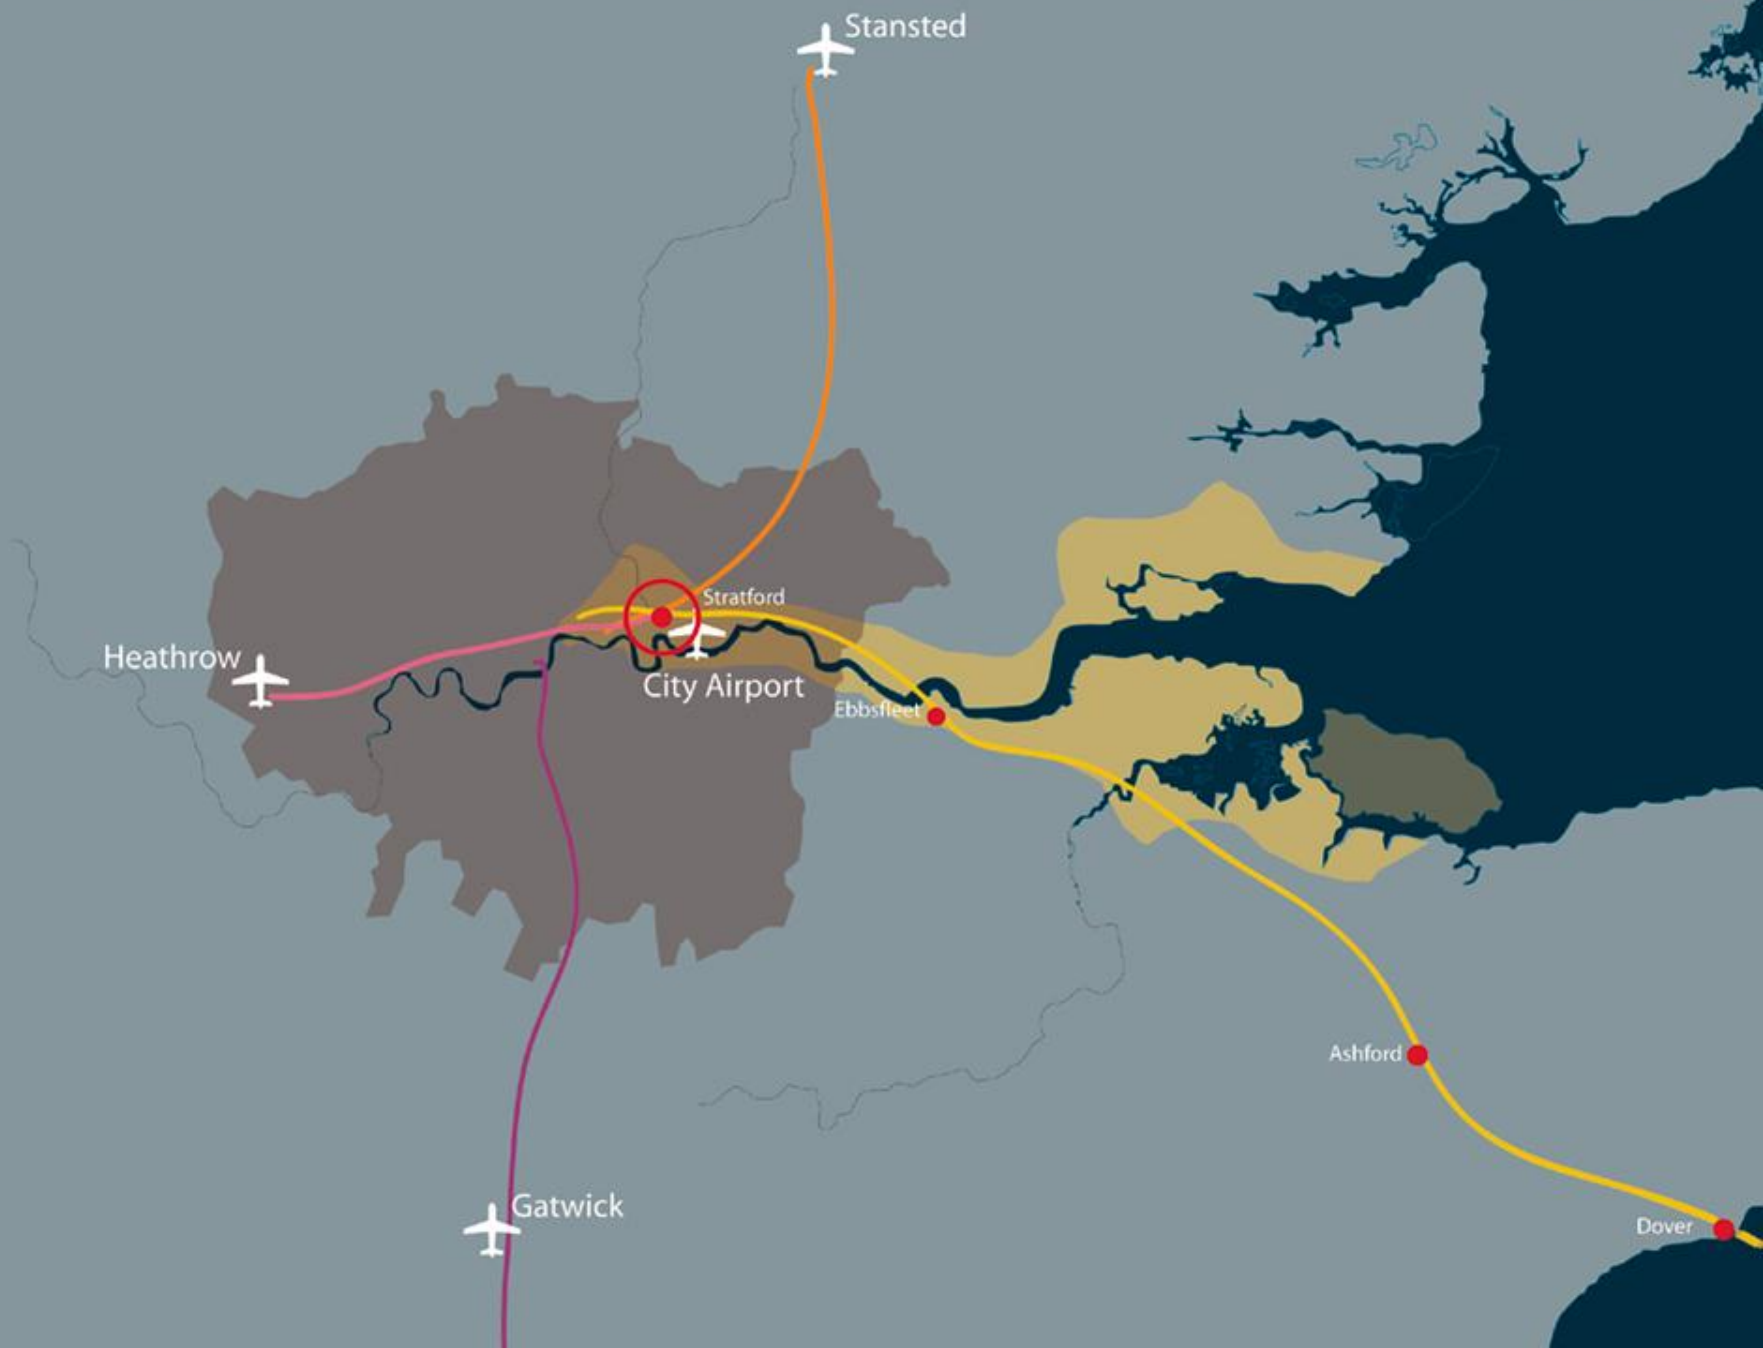 Stansted
Stratford
Heathrow
City Airport
Ebbsfleet
Ashford
Gatwick
Dover